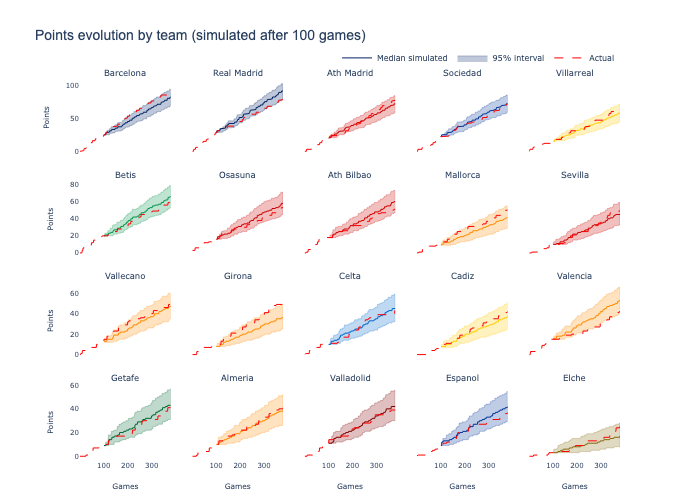 Points evolution by team (simulated after 100 games)
Median simulated 95% interval Actual
Barcelona Real Madrid Ath Madrid Sociedad Villarreal
100
50
0
Points
Betis Osasuna Ath Bilbao Mallorca Sevilla
80
60
40
20
0
Points
Vallecano Girona Celta Cadiz Valencia
60
40
20
0
Points
Getafe Almeria Valladolid Espanol Elche
60
40
20
0
Points
100 200 300 100 200 300 100 200 300 100 200 300 100 200 300
Games Games Games Games Games